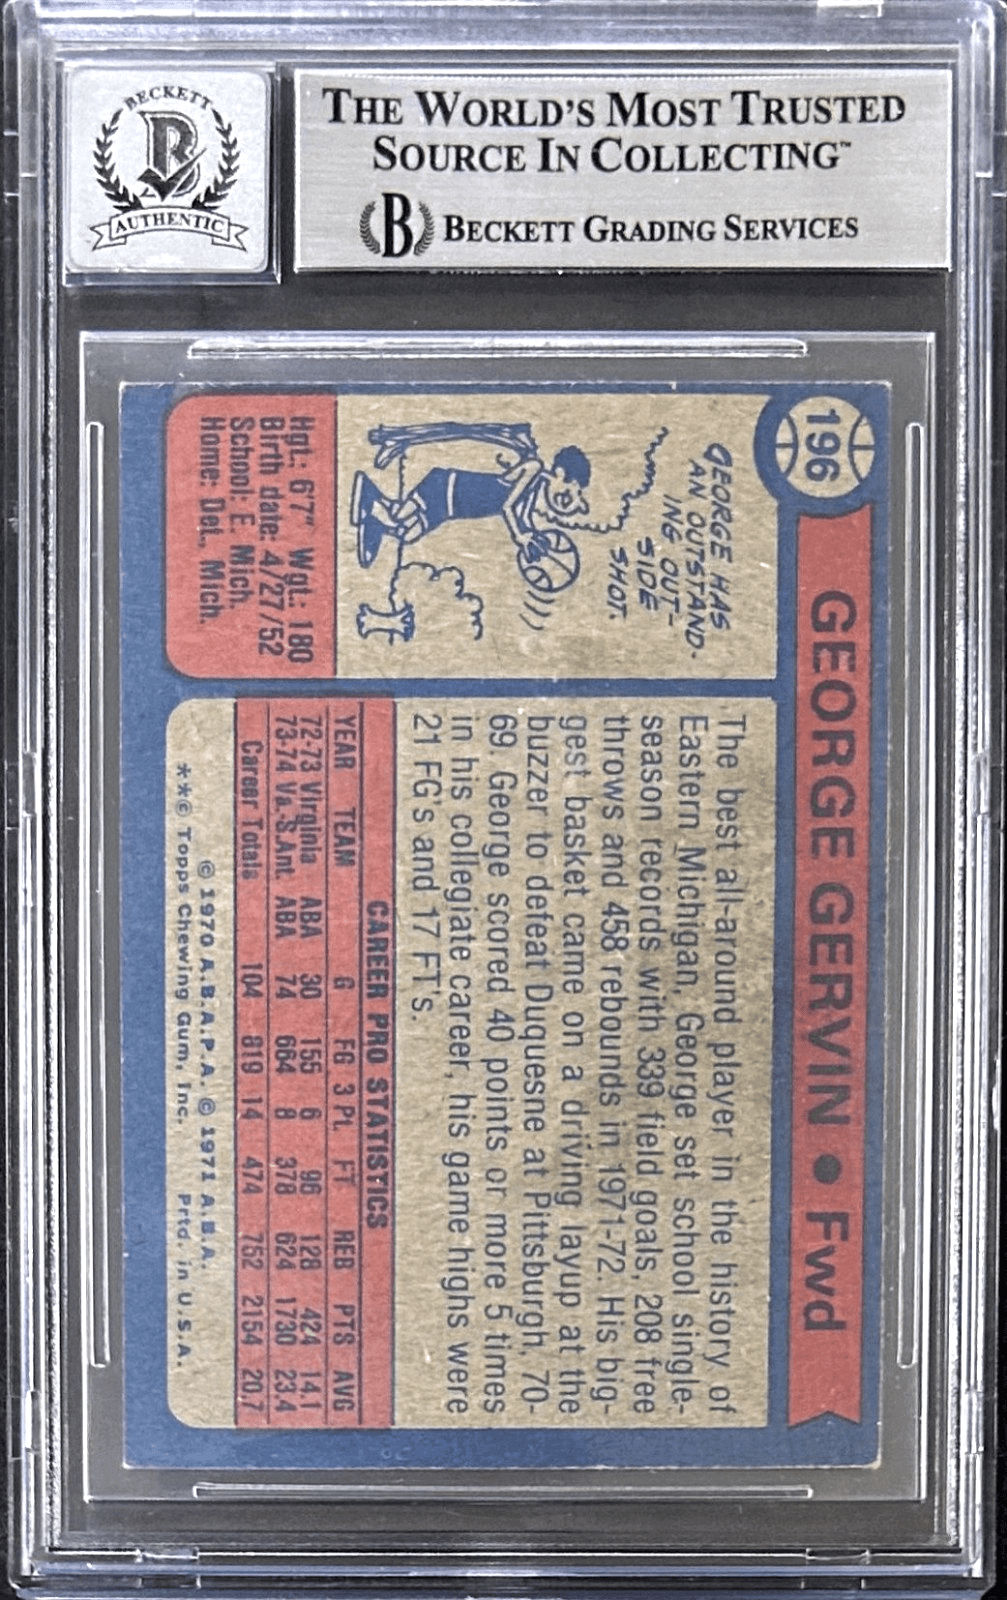 BECKETT
B
AUTHENTIC
THE WORLD'S MOST TRUSTED
SOURCE IN COLLECTING™
B BECKETT GRADING SERVICES
196
GEORGE GERVIN • Fwd
GEORGE HAS
AN OUTSTAND-
ING OUT-
SIDE
SHOT.
Hgt.: 6'7" Wgt.: 180
Birth date: 4/27/52
School: E. Mich.
Home: Det., Mich.
The best all-around player in the history of
Eastern Michigan, George set school single-
season records with 339 field goals, 208 free
throws and 458 rebounds in 1971-72. His big-
gest basket came on a driving layup at the
buzzer to defeat Duquesne at Pittsburgh, 70-
69. George scored 40 points or more 5 times
in his collegiate career, his game highs were
21 FG's and 17 FT's.
CAREER PRO STATISTICS
YEAR TEAM G FG 3 Pt. FT REB PTS AVG
72-73 Virginia ABA 30 155 6 96 128 424 14.1
73-74 Va.-S.Ant. ABA 74 664 8 378 624 1730 23.4
Career Totals 104 819 14 474 752 2154 20.7
© 1970 A.B.A.P.A. © 1971 A.B.A.
**© Topps Chewing Gum, Inc. Prtd. in U.S.A.